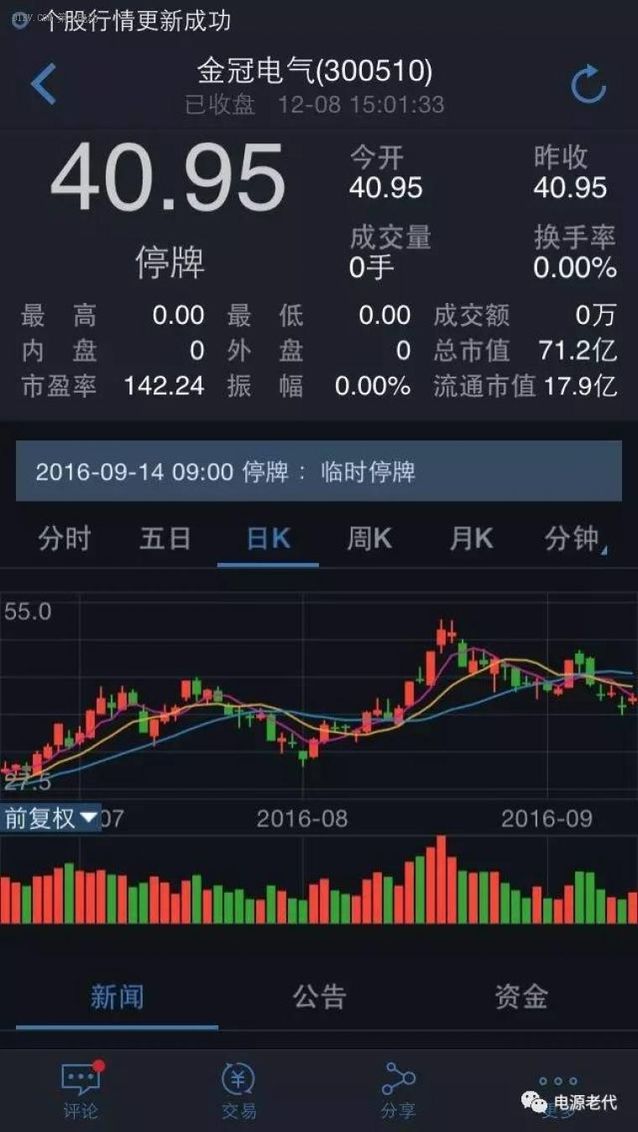 个股行情更新成功
金冠电气(300510)
已收盘 12-08 15:01:33
40.95
停牌
今开 昨收
40.95 40.95
成交量 换手率
0手 0.00%
最高 0.00 最低 0.00 成交额 0万
内盘 0 外盘 0 总市值 71.2亿
市盈率 142.24 振幅 0.00% 流通市值 17.9亿
2016-09-14 09:00 停牌：临时停牌
分时 五日 日K 周K 月K 分钟
55.0
27.5
前复权 07 2016-08 2016-09
新闻 公告 资金
评论 交易 分享
电源老代